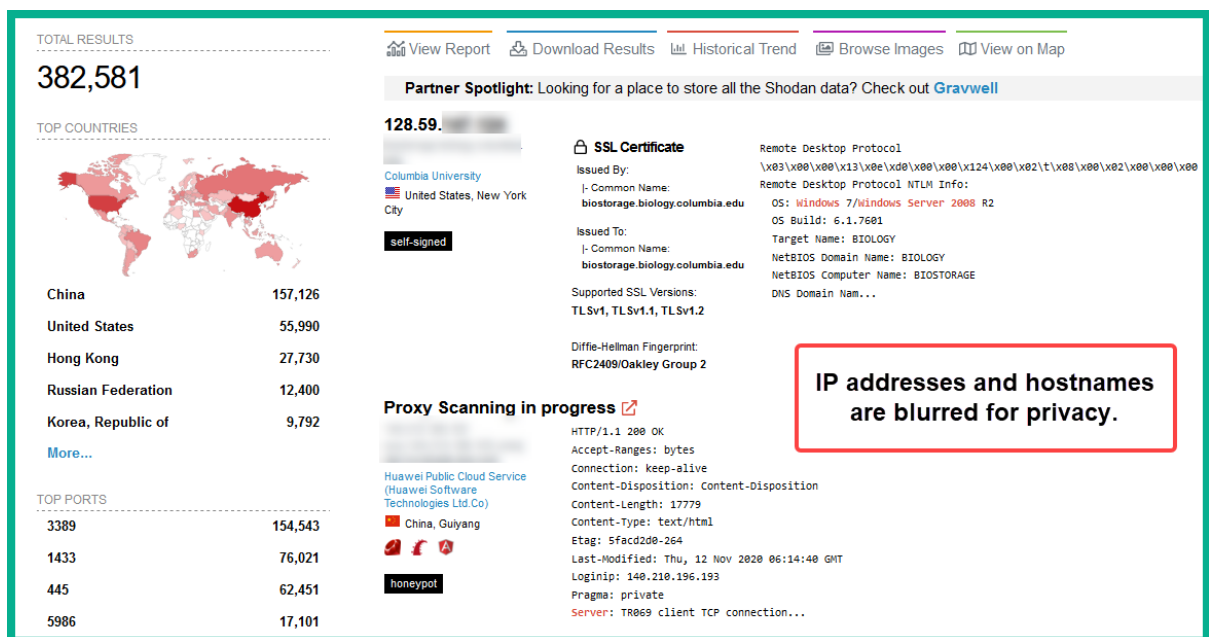 TOTAL RESULTS
382,581
TOP COUNTRIES
China 157,126
United States 55,990
Hong Kong 27,730
Russian Federation 12,400
Korea, Republic of 9,792
More...
TOP PORTS
3389 154,543
1433 76,021
445 62,451
5986 17,101
View Report Download Results Historical Trend Browse Images View on Map
Partner Spotlight: Looking for a place to store all the Shodan data? Check out Gravwell
128.59.
Columbia University
United States, New York
City
self-signed
SSL Certificate
Issued By:
|- Common Name:
biostorage.biology.columbia.edu
Issued To:
|- Common Name:
biostorage.biology.columbia.edu
Supported SSL Versions:
TLSv1, TLSv1.1, TLSv1.2
Diffie-Hellman Fingerprint:
RFC2409/Oakley Group 2
Remote Desktop Protocol
\x03\x00\x00\x13\x0e\xd0\x00\x00\x124\x00\x02\t\x08\x00\x02\x00\x00\x00
Remote Desktop Protocol NTLM Info:
OS: Windows 7/Windows Server 2008 R2
OS Build: 6.1.7601
Target Name: BIOLOGY
NetBIOS Domain Name: BIOLOGY
NetBIOS Computer Name: BIOSTORAGE
DNS Domain Nam...
IP addresses and hostnames
are blurred for privacy.
Proxy Scanning in progress
Huawei Public Cloud Service
(Huawei Software
Technologies Ltd.Co)
China, Guiyang
honeypot
HTTP/1.1 200 OK
Accept-Ranges: bytes
Connection: keep-alive
Content-Disposition: Content-Disposition
Content-Length: 17779
Content-Type: text/html
Etag: 5facd2d0-264
Last-Modified: Thu, 12 Nov 2020 06:14:40 GMT
Loginip: 140.210.196.193
Pragma: private
Server: TR069 client TCP connection...